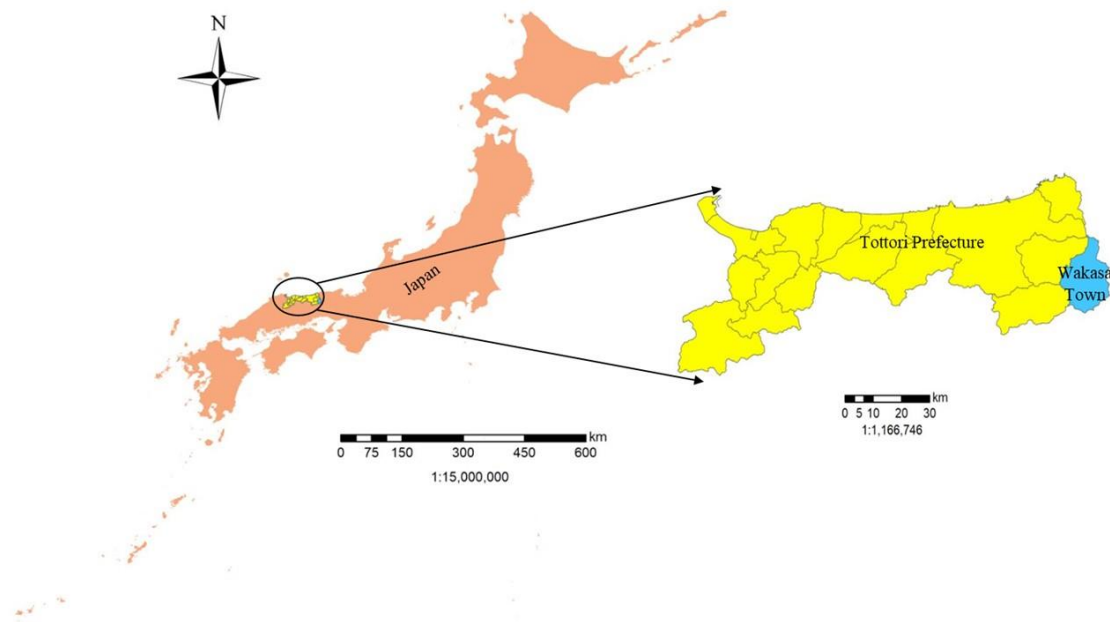 N
Japan
Tottori Prefecture
Wakasa
Town
km
0 5 10 20 30
1:1,166,746
km
0 75 150 300 450 600
1:15,000,000